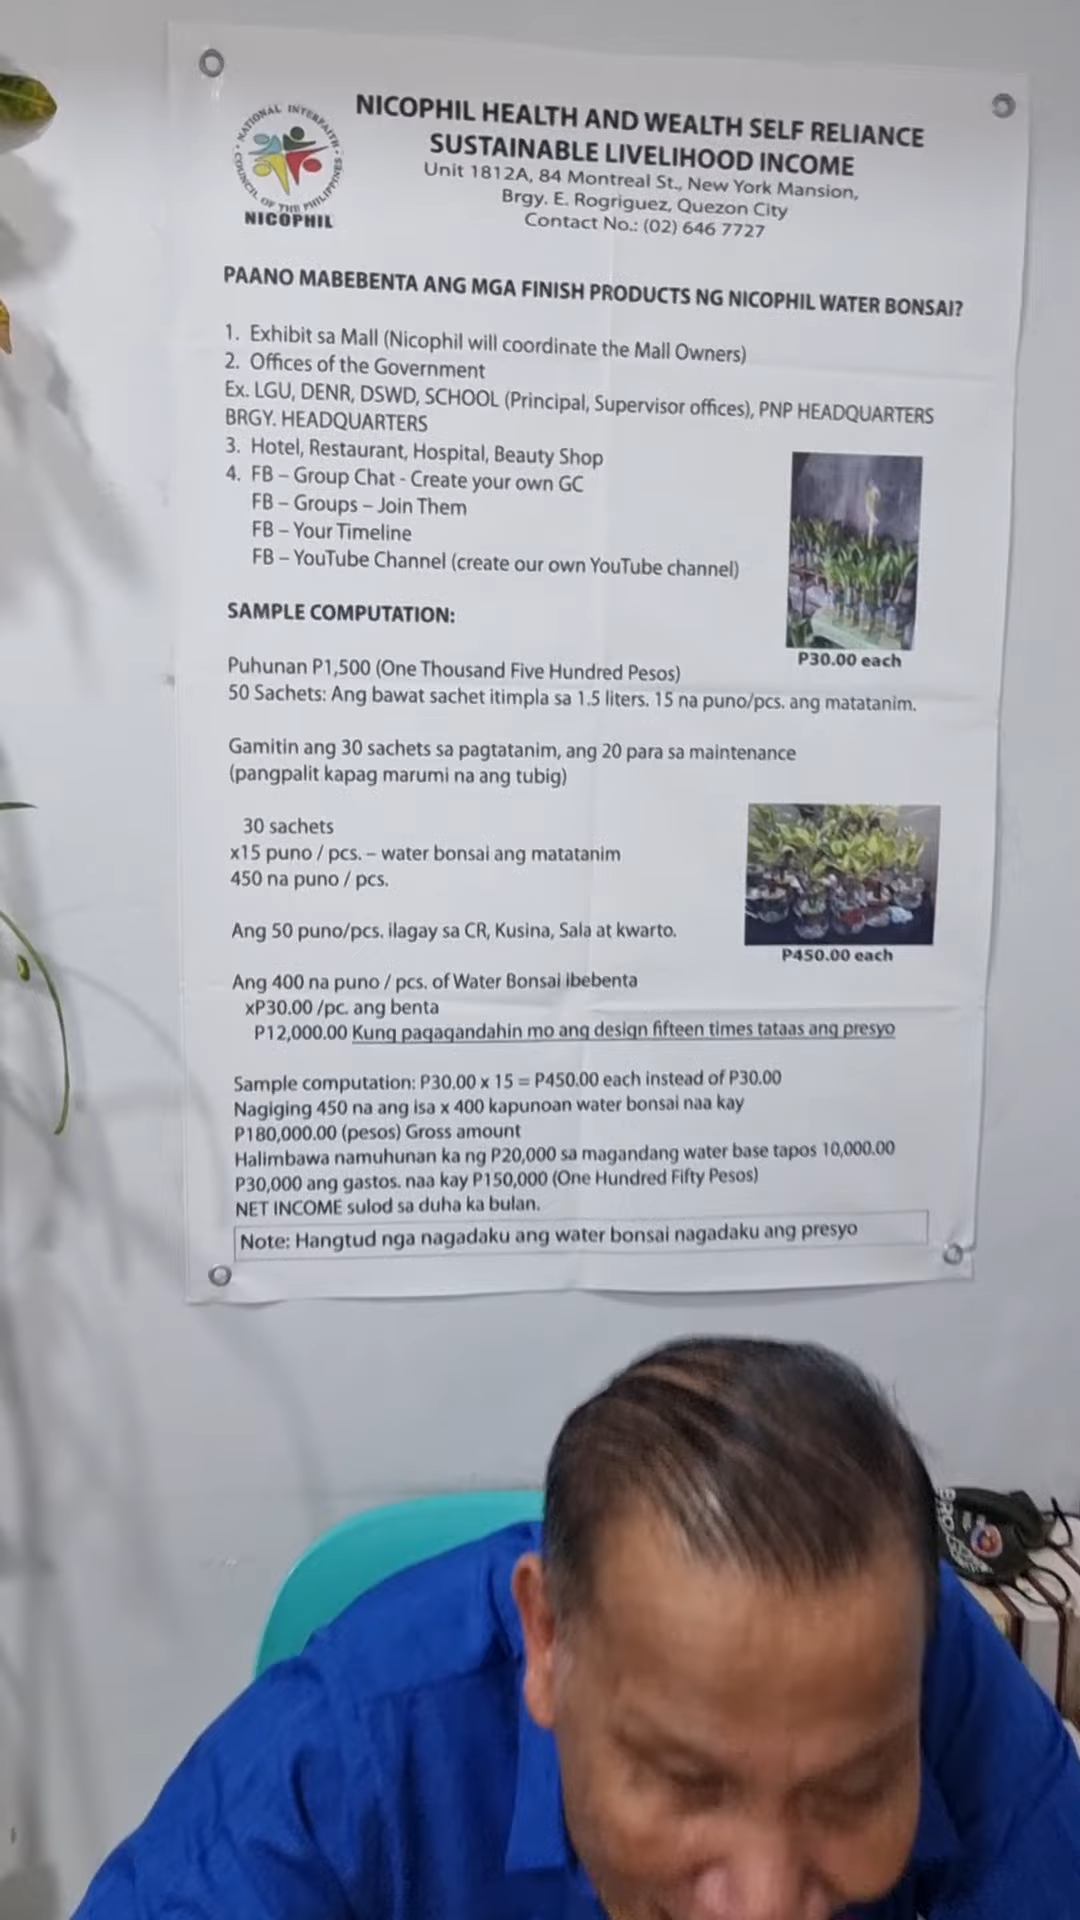 NATIONAL INTERFAITH COUNCIL OF THE PHILIPPINES
NICOPHIL
NICOPHIL HEALTH AND WEALTH SELF RELIANCE
SUSTAINABLE LIVELIHOOD INCOME
Unit 1812A, 84 Montreal St., New York Mansion,
Brgy. E. Rogriguez, Quezon City
Contact No.: (02) 646 7727
PAANO MABEBENTA ANG MGA FINISH PRODUCTS NG NICOPHIL WATER BONSAI?
1. Exhibit sa Mall (Nicophil will coordinate the Mall Owners)
2. Offices of the Government
Ex. LGU, DENR, DSWD, SCHOOL (Principal, Supervisor offices), PNP HEADQUARTERS
BRGY. HEADQUARTERS
3. Hotel, Restaurant, Hospital, Beauty Shop
4. FB – Group Chat - Create your own GC
FB – Groups – Join Them
FB – Your Timeline
FB – YouTube Channel (create our own YouTube channel)
P30.00 each
SAMPLE COMPUTATION:
Puhunan P1,500 (One Thousand Five Hundred Pesos)
50 Sachets: Ang bawat sachet itimpla sa 1.5 liters. 15 na puno/pcs. ang matatanim.
Gamitin ang 30 sachets sa pagtatanim, ang 20 para sa maintenance
(pangpalit kapag marumi na ang tubig)
30 sachets
x15 puno / pcs. – water bonsai ang matatanim
450 na puno / pcs.
Ang 50 puno/pcs. ilagay sa CR, Kusina, Sala at kwarto.
P450.00 each
Ang 400 na puno / pcs. of Water Bonsai ibebenta
xP30.00 /pc. ang benta
P12,000.00 Kung pagagandahin mo ang design fifteen times tataas ang presyo
Sample computation: P30.00 x 15 = P450.00 each instead of P30.00
Nagiging 450 na ang isa x 400 kapunoan water bonsai naa kay
P180,000.00 (pesos) Gross amount
Halimbawa namuhunan ka ng P20,000 sa magandang water base tapos 10,000.00
P30,000 ang gastos. naa kay P150,000 (One Hundred Fifty Pesos)
NET INCOME sulod sa duha ka bulan.
Note: Hangtud nga nagadaku ang water bonsai nagadaku ang presyo